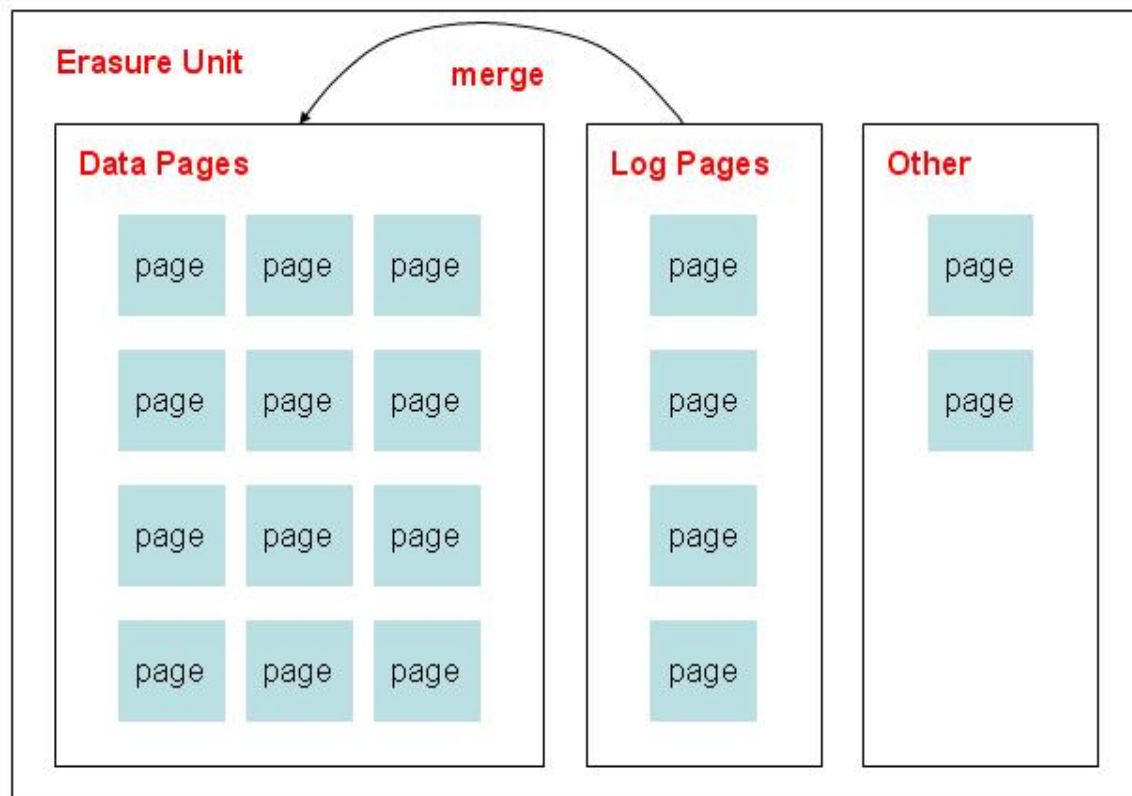 Erasure Unit
merge
Data Pages
page page page
page page page
page page page
page page page
Log Pages
page
page
page
page
Other
page
page